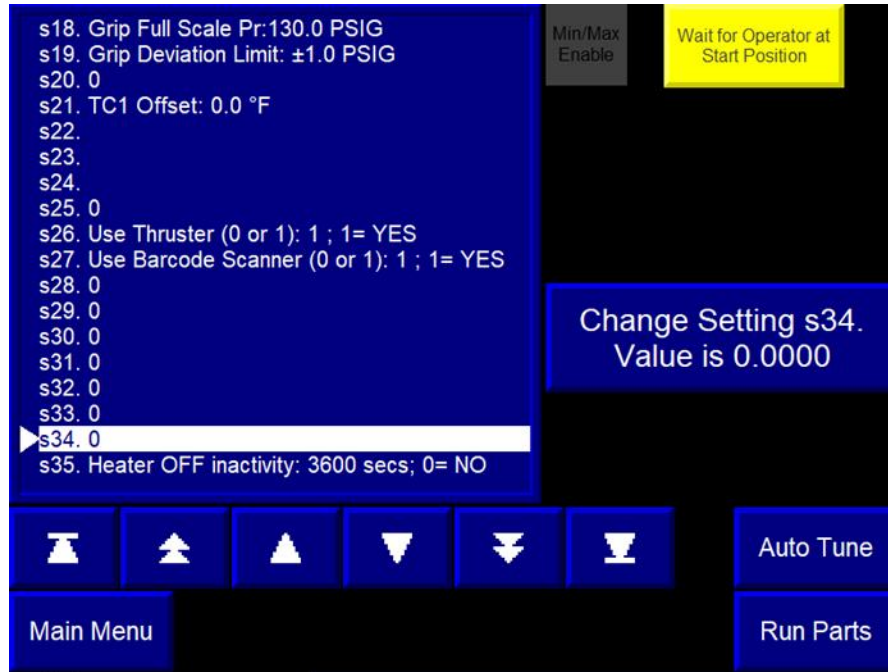 s18. Grip Full Scale Pr:130.0 PSIG
s19. Grip Deviation Limit: ±1.0 PSIG
s20. 0
s21. TC1 Offset: 0.0 °F
s22.
s23.
s24.
s25. 0
s26. Use Thruster (0 or 1): 1 ; 1= YES
s27. Use Barcode Scanner (0 or 1): 1 ; 1= YES
s28. 0
s29. 0
s30. 0
s31. 0
s32. 0
s33. 0
s34. 0
s35. Heater OFF inactivity: 3600 secs; 0= NO
Min/Max
Enable
Wait for Operator at
Start Position
Change Setting s34.
Value is 0.0000
Auto Tune
Main Menu
Run Parts